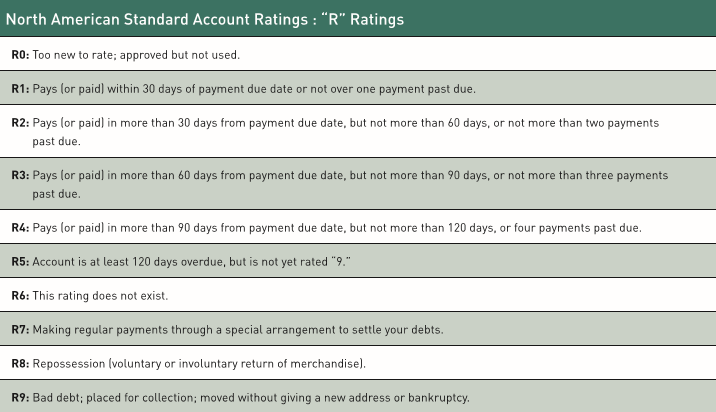 North American Standard Account Ratings : “R” Ratings
R0: Too new to rate; approved but not used.
R1: Pays (or paid) within 30 days of payment due date or not over one payment past due.
R2: Pays (or paid) in more than 30 days from payment due date, but not more than 60 days, or not more than two payments
past due.
R3: Pays (or paid) in more than 60 days from payment due date, but not more than 90 days, or not more than three payments
past due.
R4: Pays (or paid) in more than 90 days from payment due date, but not more than 120 days, or four payments past due.
R5: Account is at least 120 days overdue, but is not yet rated “9.”
R6: This rating does not exist.
R7: Making regular payments through a special arrangement to settle your debts.
R8: Repossession (voluntary or involuntary return of merchandise).
R9: Bad debt; placed for collection; moved without giving a new address or bankruptcy.